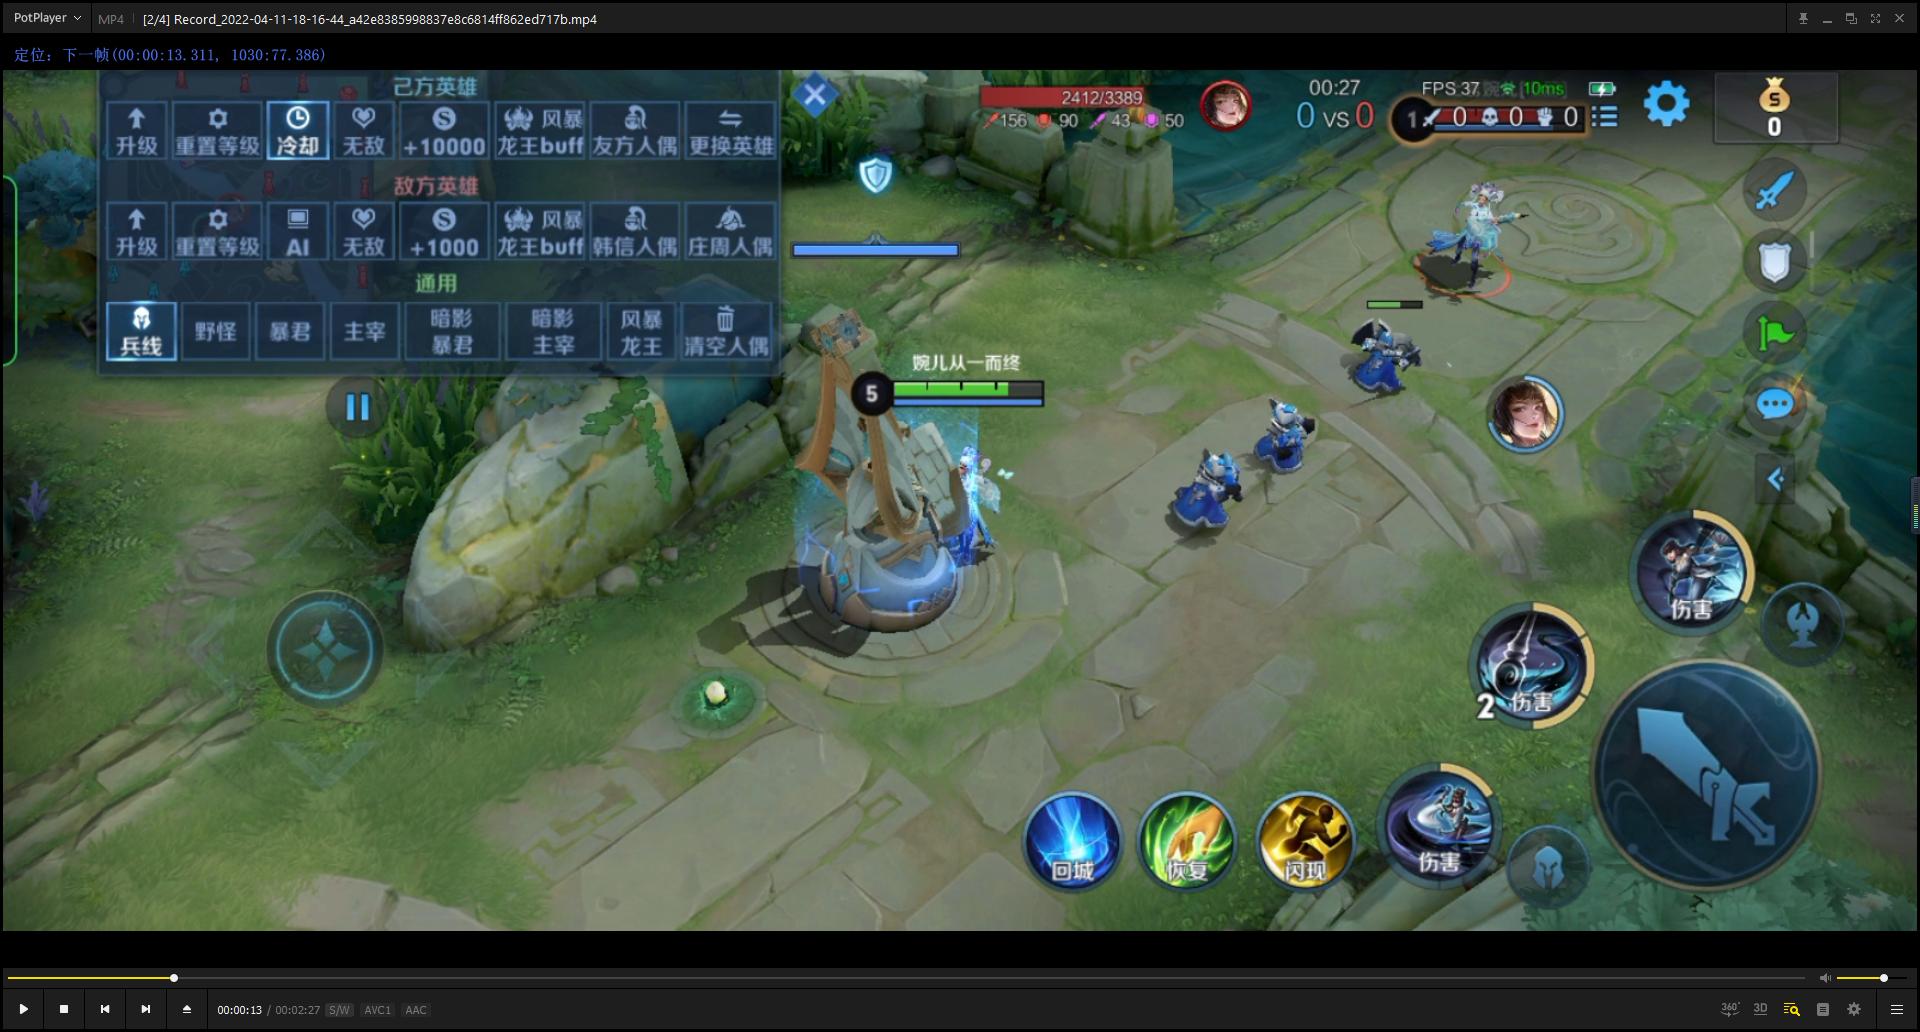 PotPlayer MP4 [2/4] Record_2022-04-11-18-16-44_a42e8385998837e8c6814ff862ed717b.mp4
定位: 下一帧(00:00:13.311, 1030:77.386)
己方英雄
升级 重置等级 冷却 无敌 +10000 风暴龙王buff 友方人偶 更换英雄
敌方英雄
升级 重置等级 AI 无敌 +1000 风暴龙王buff 韩信人偶 庄周人偶
通用
兵线 野怪 暴君 主宰 暗影暴君 暗影主宰 风暴龙王 清空人偶
2412/3389
156 90 43 50
00:27
0 VS 0
FPS 37 10ms
1 0 0 0
0
婉儿从一而终
5
伤害
2 伤害
伤害
回城 恢复 闪现
00:00:13 / 00:02:27 S/W AVC1 AAC
360° 3D